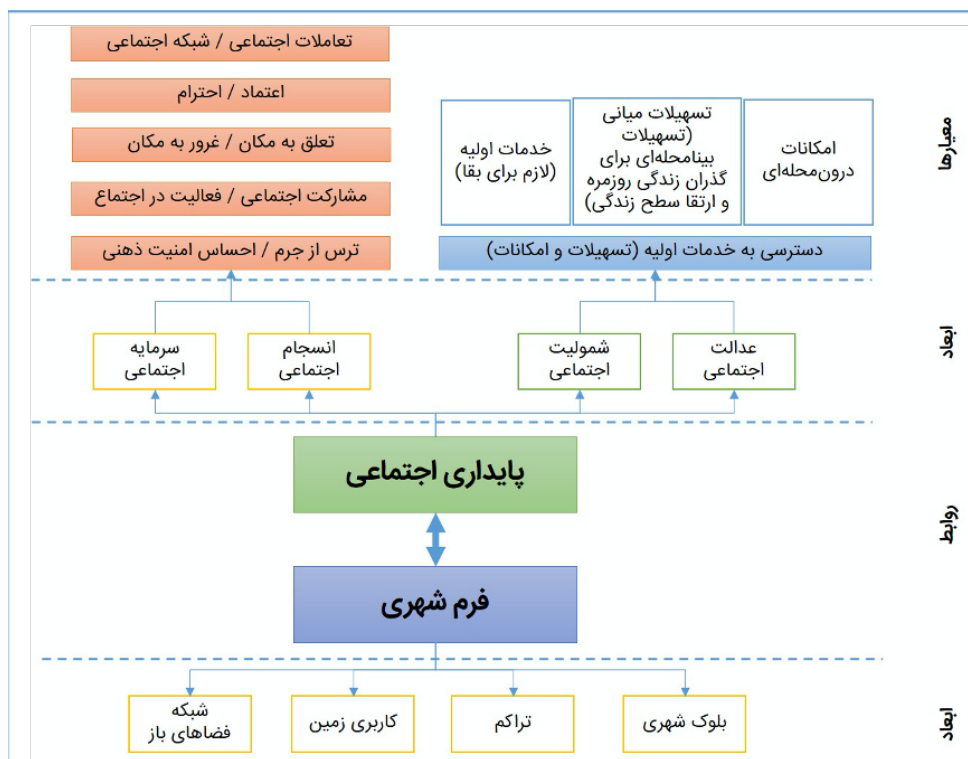 تعاملات اجتماعی / شبکه اجتماعی
اعتماد / احترام
تعلق به مکان / غرور به مکان
مشارکت اجتماعی / فعالیت در اجتماع
ترس از جرم / احساس امنیت ذهنی
معیارها
امکانات
درون‌محله‌ای
تسهیلات میانی
(تسهیلات
بینامحله‌ای برای
گذران زندگی روزمره
و ارتقا سطح زندگی)
خدمات اولیه
(لازم برای بقا)
دسترسی به خدمات اولیه (تسهیلات و امکانات)
ابعاد
عدالت
اجتماعی
شمولیت
اجتماعی
انسجام
اجتماعی
سرمایه
اجتماعی
روابط
پایداری اجتماعی
فرم شهری
ابعاد
بلوک شهری
تراکم
کاربری زمین
شبکه
فضاهای باز